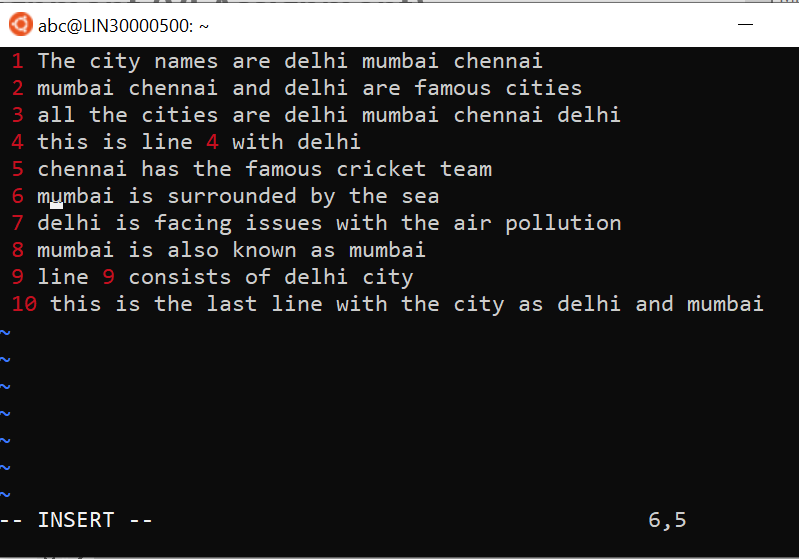 abc@LIN30000500: ~
1 The city names are delhi mumbai chennai
2 mumbai chennai and delhi are famous cities
3 all the cities are delhi mumbai chennai delhi
4 this is line 4 with delhi
5 chennai has the famous cricket team
6 mumbai is surrounded by the sea
7 delhi is facing issues with the air pollution
8 mumbai is also known as mumbai
9 line 9 consists of delhi city
10 this is the last line with the city as delhi and mumbai
~
~
~
~
~
~
~
-- INSERT -- 6,5